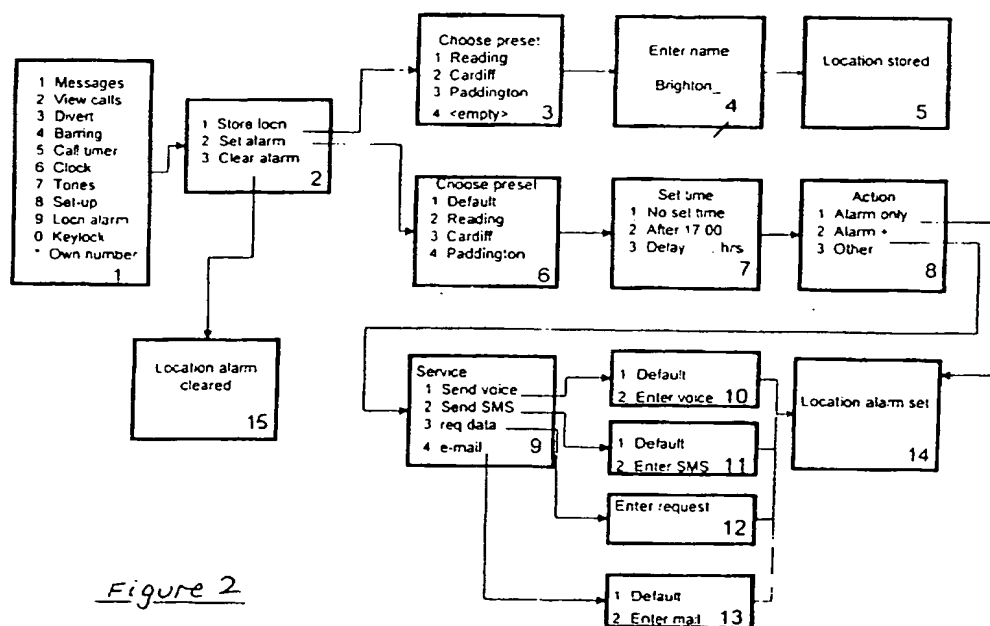 1 Messages
2 View calls
3 Divert
4 Barring
5 Call timer
6 Clock
7 Tones
8 Set-up
9 Locn alarm
0 Keylock
* Own number
1
1 Store locn
2 Set alarm
3 Clear alarm
2
Choose preset
1 Reading
2 Cardiff
3 Paddington
4 <empty>
3
Enter name
Brighton_
4
Location stored
5
Choose preset
1 Default
2 Reading
3 Cardiff
4 Paddington
6
Set time
1 No set time
2 After 17 00
3 Delay . hrs
7
Action
1 Alarm only
2 Alarm +
3 Other
8
Location alarm
cleared
15
Service
1 Send voice
2 Send SMS
3 req data
4 e-mail
9
1 Default
2 Enter voice
10
1 Default
2 Enter SMS
11
Enter request
12
1 Default
2 Enter mail
13
Location alarm set
14
Figure 2